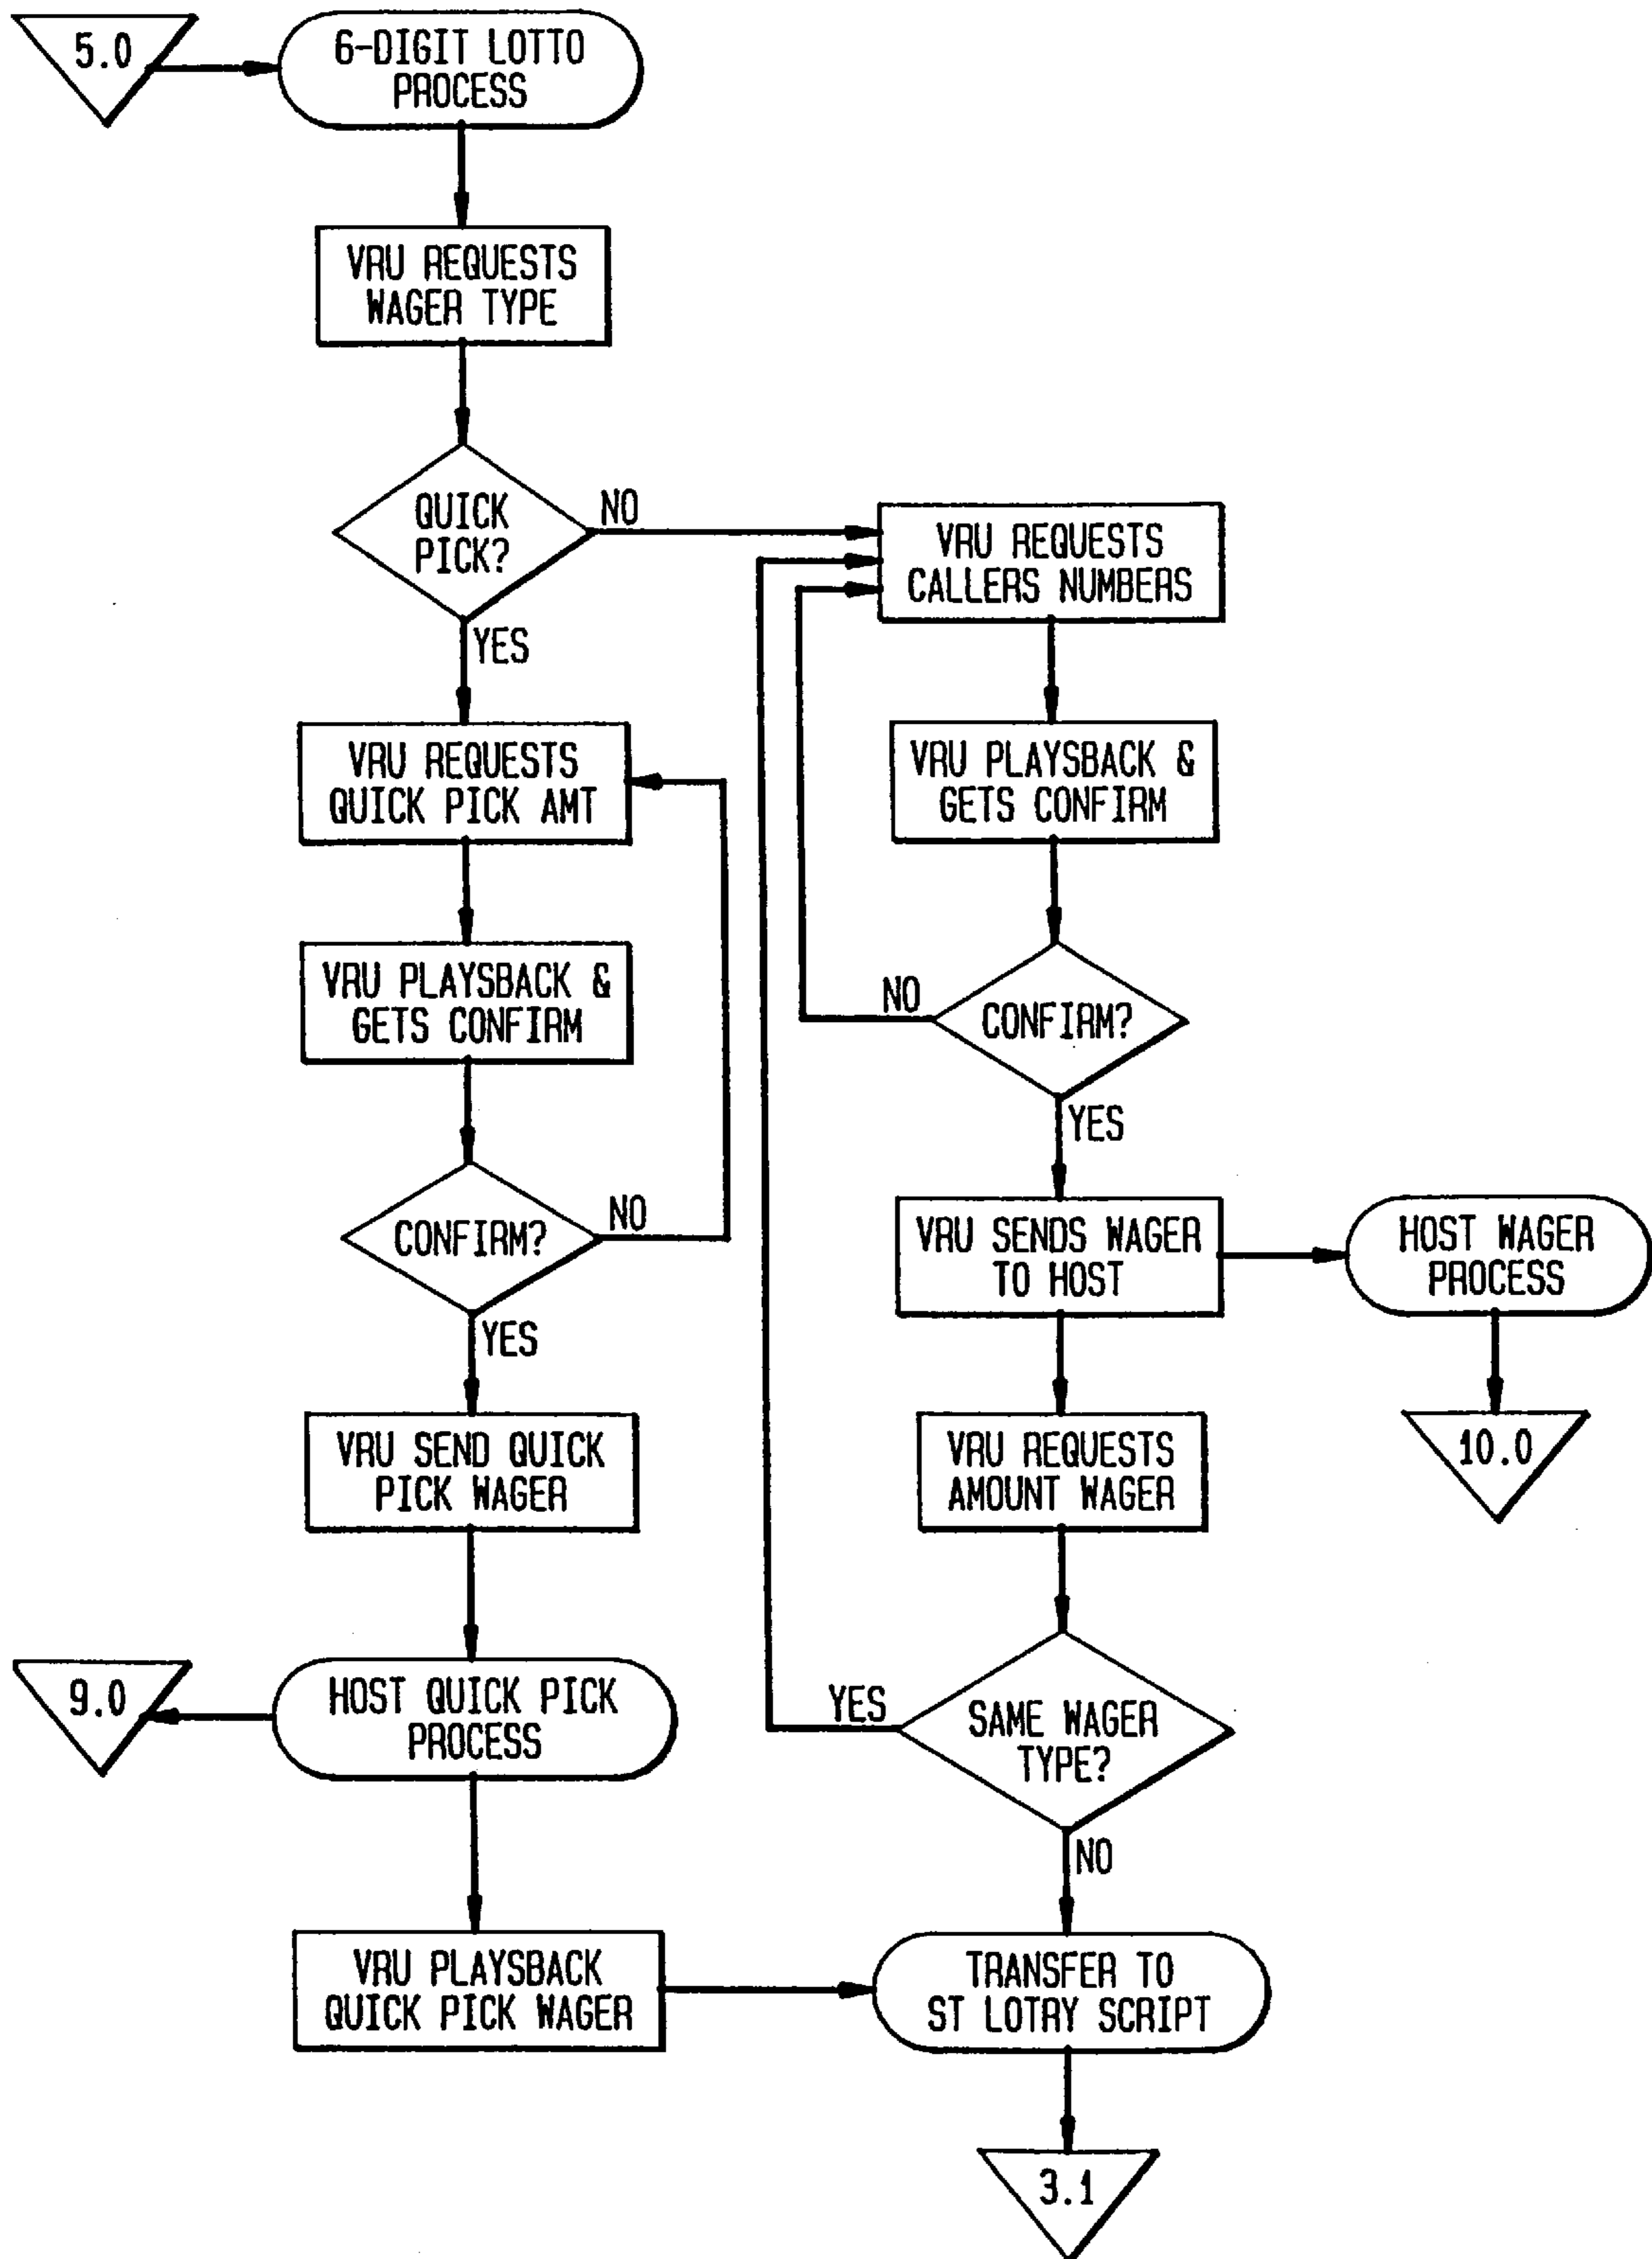 5.0
6-DIGIT LOTTO
PROCESS
VRU REQUESTS
WAGER TYPE
QUICK
PICK?
NO
YES
VRU REQUESTS
CALLERS NUMBERS
VRU REQUESTS
QUICK PICK AMT
VRU PLAYSBACK &
GETS CONFIRM
VRU PLAYSBACK &
GETS CONFIRM
CONFIRM?
NO
YES
CONFIRM?
NO
YES
VRU SENDS WAGER
TO HOST
HOST WAGER
PROCESS
10.0
VRU SEND QUICK
PICK WAGER
VRU REQUESTS
AMOUNT WAGER
9.0
HOST QUICK PICK
PROCESS
YES
SAME WAGER
TYPE?
NO
VRU PLAYSBACK
QUICK PICK WAGER
TRANSFER TO
ST LOTRY SCRIPT
3.1